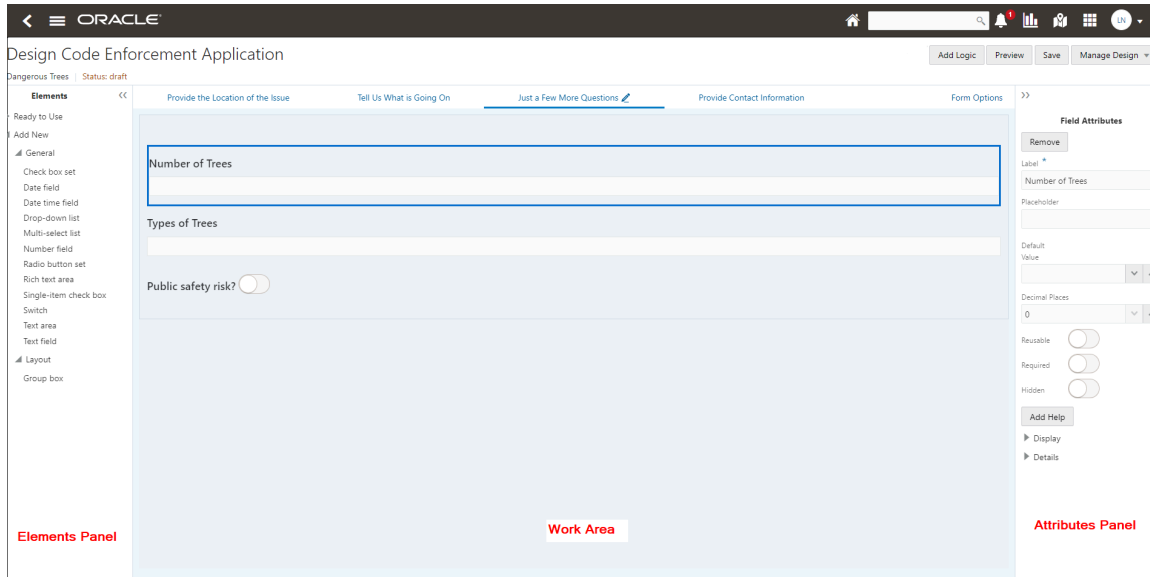 ORACLE
1
LN
Design Code Enforcement Application
Add Logic Preview Save Manage Design
Dangerous Trees | Status: draft
Elements
Provide the Location of the Issue Tell Us What is Going On Just a Few More Questions Provide Contact Information Form Options
Ready to Use
Add New
General
Check box set
Date field
Date time field
Drop-down list
Multi-select list
Number field
Radio button set
Rich text area
Single-item check box
Switch
Text area
Text field
Layout
Group box
Number of Trees
Types of Trees
Public safety risk?
Field Attributes
Remove
Label *
Number of Trees
Placeholder
Default
Value
Decimal Places
0
Reusable
Required
Hidden
Add Help
Display
Details
Elements Panel
Work Area
Attributes Panel